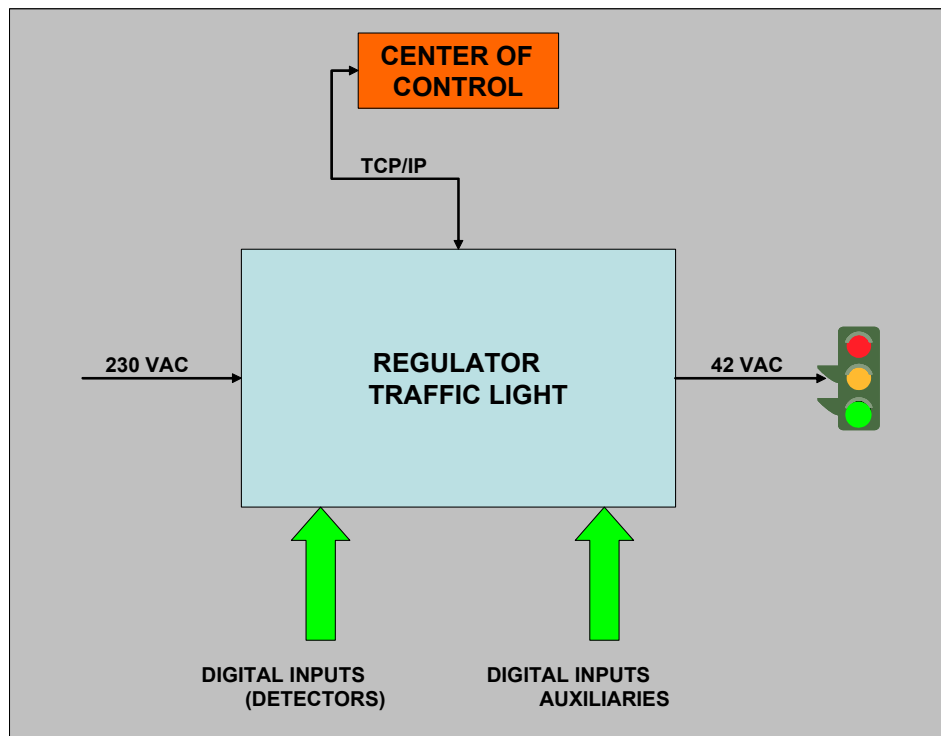 CENTER OF
CONTROL
TCP/IP
230 VAC
REGULATOR
TRAFFIC LIGHT
42 VAC
DIGITAL INPUTS
(DETECTORS)
DIGITAL INPUTS
AUXILIARIES